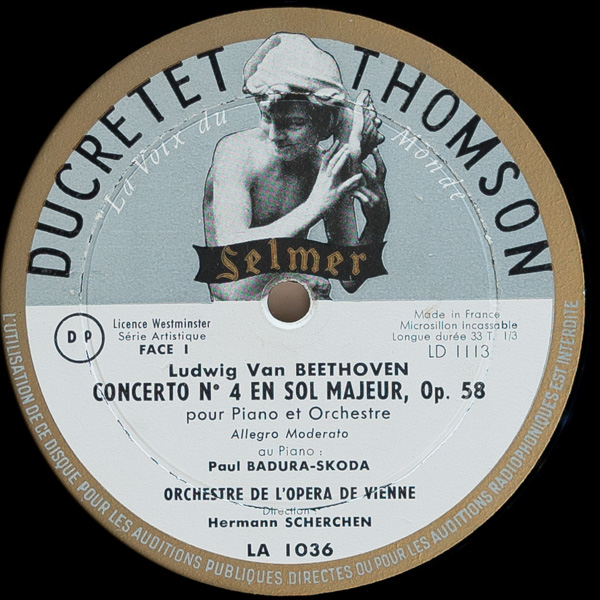 DUCRETET THOMSON
La Voix du Monde
Selmer
D P
Licence Westminster
Série Artistique
FACE I
Made in France
Microsillon incassable
Longue durée 33 T. 1/3
LD 1113
Ludwig Van BEETHOVEN
CONCERTO N° 4 EN SOL MAJEUR, Op. 58
pour Piano et Orchestre
Allegro Moderato
au Piano :
Paul BADURA-SKODA
ORCHESTRE DE L'OPERA DE VIENNE
Direction :
Hermann SCHERCHEN
LA 1036
L'UTILISATION DE CE DISQUE POUR LES AUDITIONS PUBLIQUES DIRECTES OU POUR LES AUDITIONS RADIOPHONIQUES EST INTERDITE